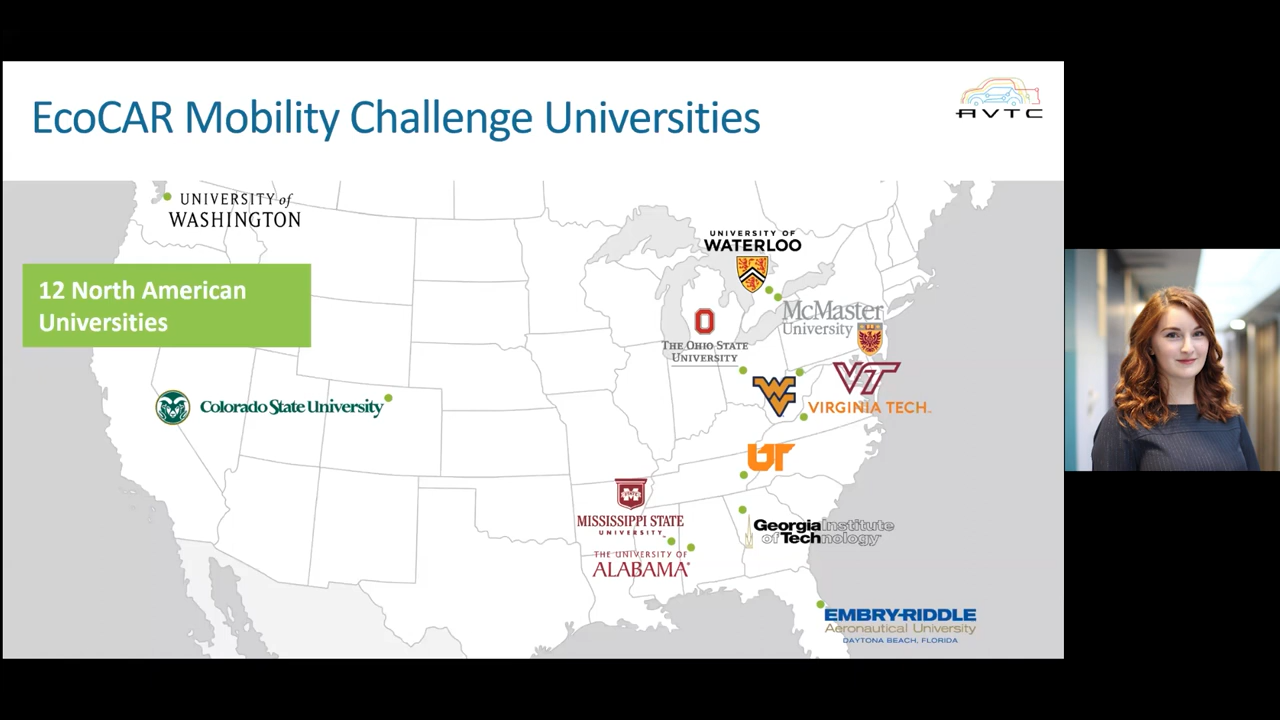 EcoCAR Mobility Challenge Universities
AVTC
UNIVERSITY of
WASHINGTON
12 North American
Universities
Colorado State University
UNIVERSITY OF
WATERLOO
McMaster
University
THE OHIO STATE
UNIVERSITY
VT
VIRGINIA TECH
WV
UT
MISSISSIPPI STATE
UNIVERSITY
THE UNIVERSITY OF
ALABAMA
Georgia Institute
of Technology
EMBRY-RIDDLE
Aeronautical University
DAYTONA BEACH, FLORIDA